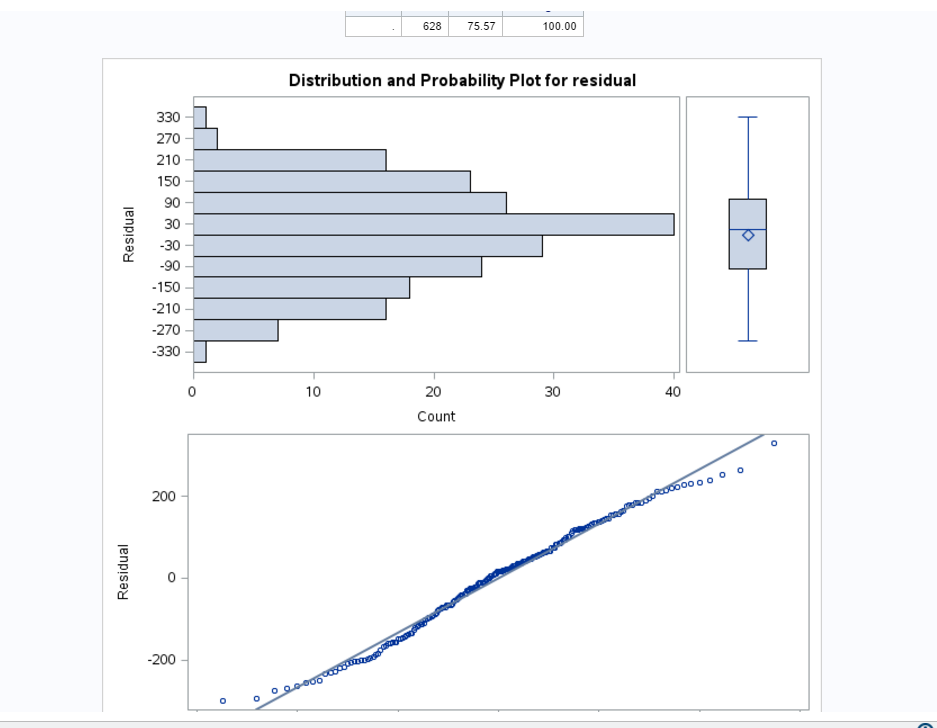 . 628 75.57 100.00
Distribution and Probability Plot for residual
330
270
210
150
90
30
-30
-90
-150
-210
-270
-330
Residual
0 10 20 30 40
Count
200
0
-200
Residual